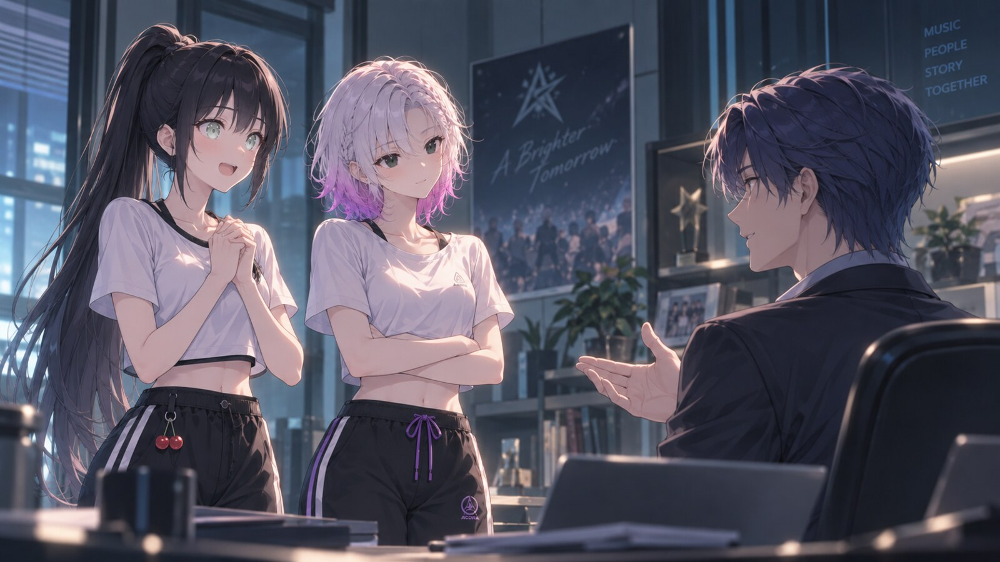 MUSIC
PEOPLE
STORY
TOGETHER
A Brighter
Tomorrow
ACORA